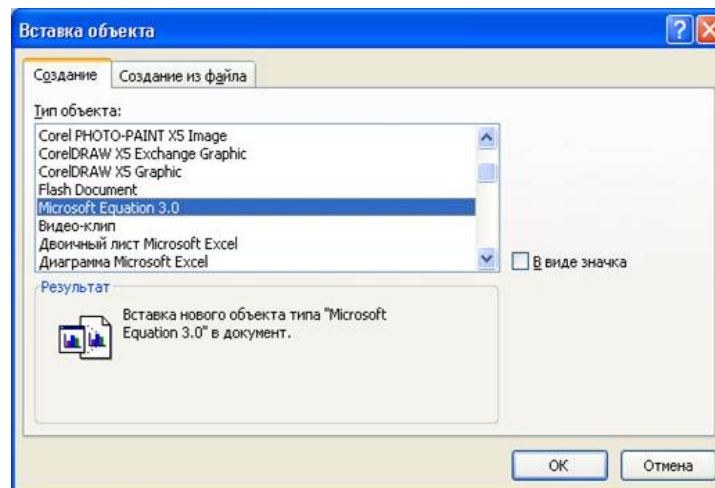 Вставка объекта
Создание
Создание из файла
Тип объекта:
Corel PHOTO-PAINT X5 Image
CorelDRAW X5 Exchange Graphic
CorelDRAW X5 Graphic
Flash Document
Microsoft Equation 3.0
Видео-клип
Двоичный лист Microsoft Excel
Диаграмма Microsoft Excel
В виде значка
Результат
Вставка нового объекта типа "Microsoft
Equation 3.0" в документ.
ОК
Отмена